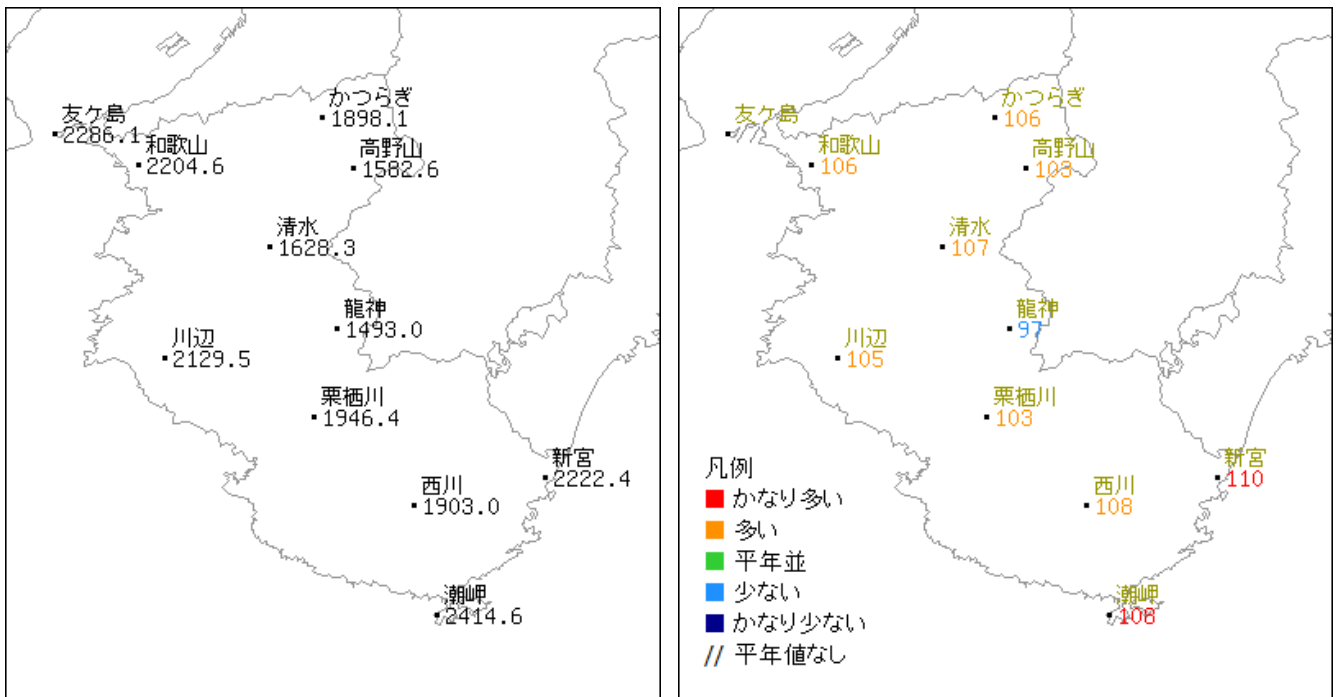 友ケ島
2286.1
かつらぎ
1898.1
和歌山
2204.6
高野山
1582.6
清水
1628.3
龍神
1493.0
川辺
2129.5
栗栖川
1946.4
新宮
2222.4
西川
1903.0
潮岬
2414.6
友ケ島
//
かつらぎ
106
和歌山
106
高野山
103
清水
107
龍神
97
川辺
105
栗栖川
103
新宮
110
西川
108
潮岬
108
凡例
かなり多い
多い
平年並
少ない
かなり少ない
// 平年値なし